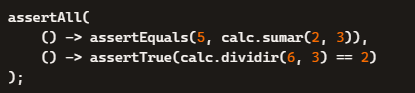 assertAll(
    () -> assertEquals(5, calc.sumar(2, 3)),
    () -> assertTrue(calc.dividir(6, 3) == 2)
);